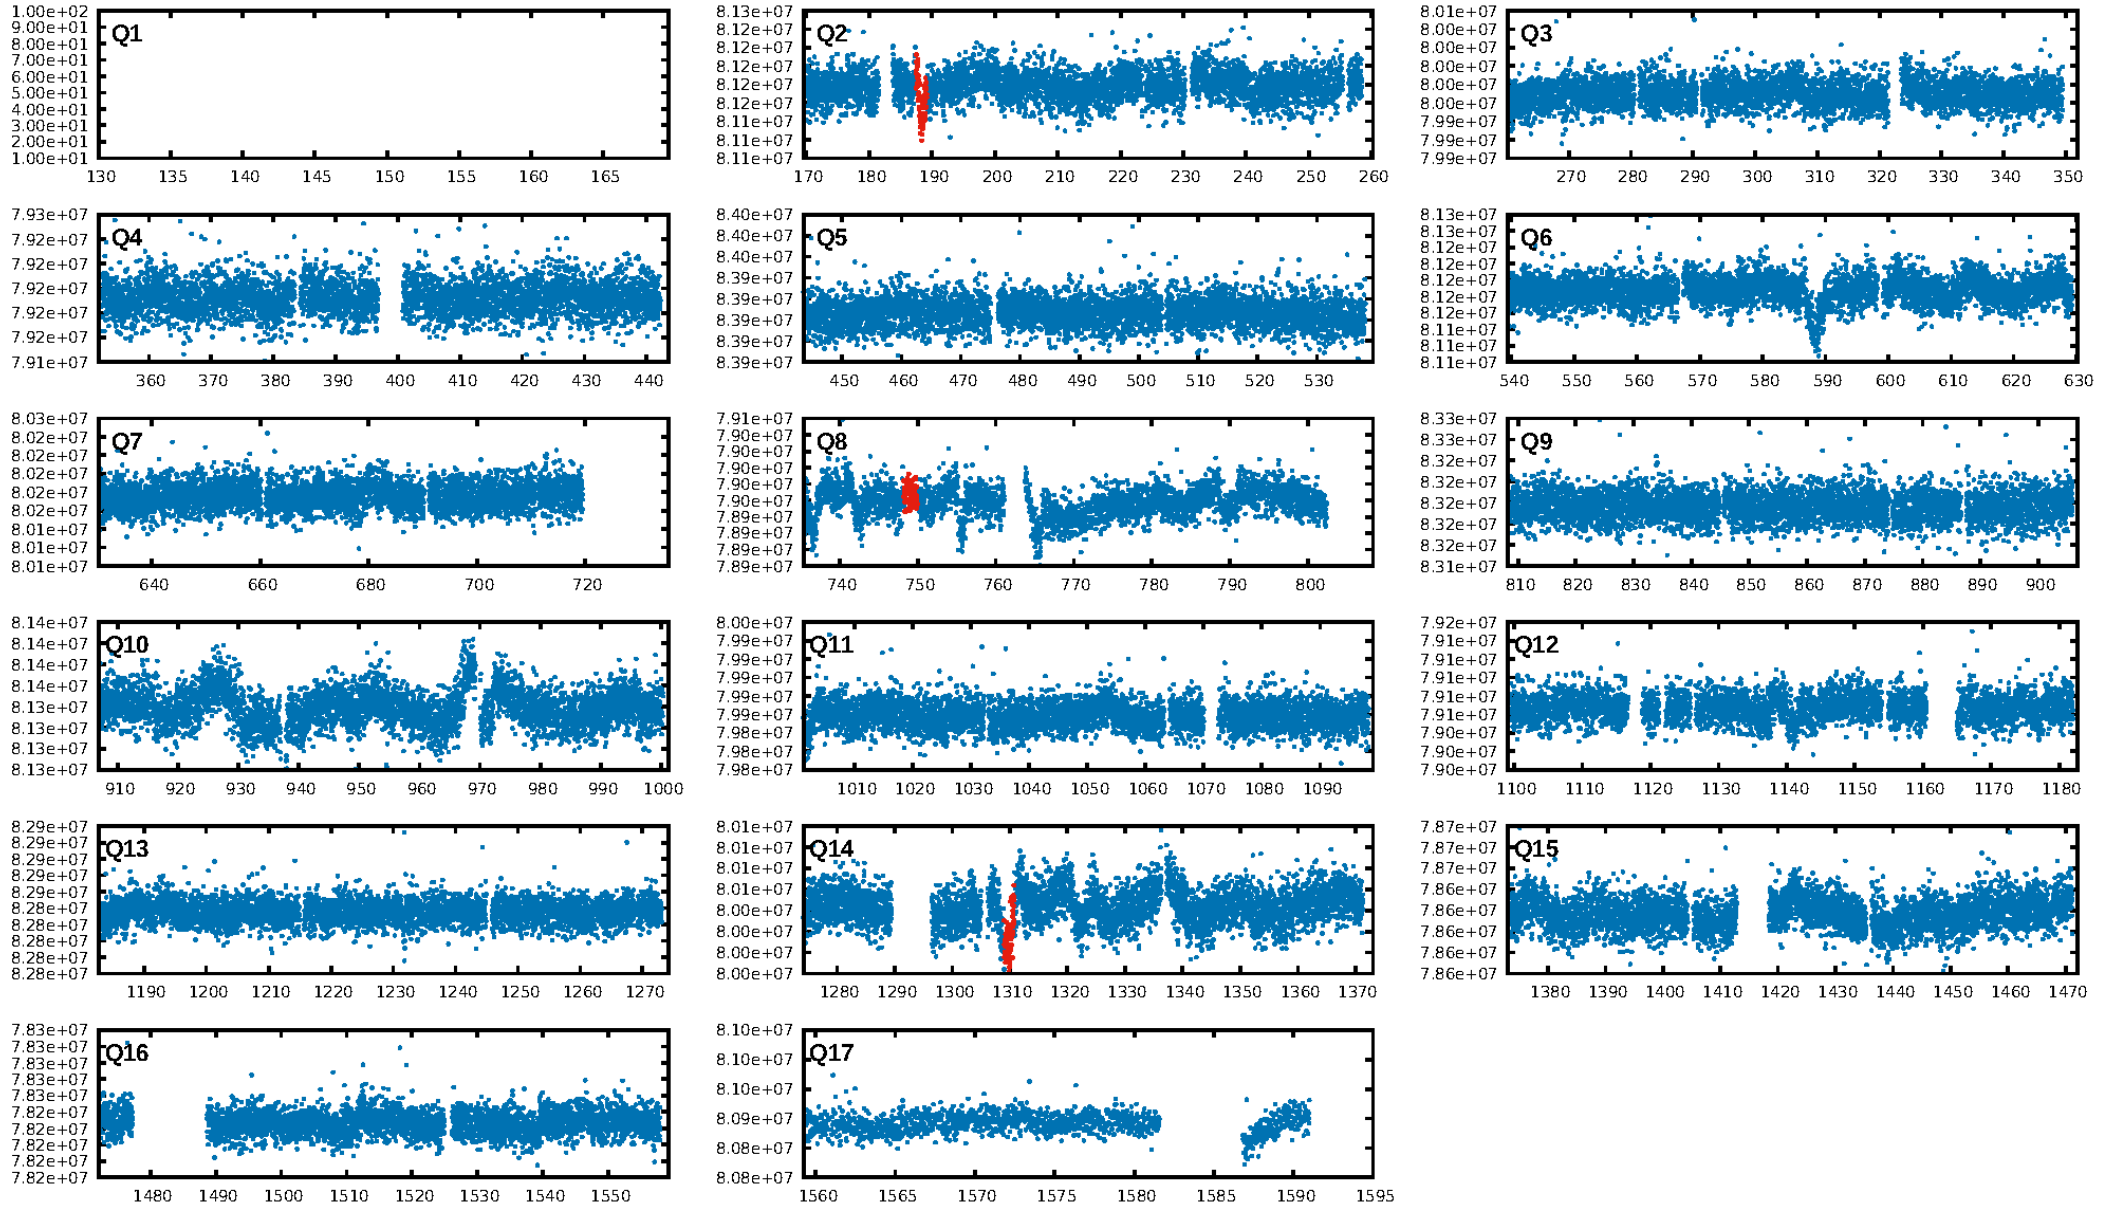 1.00e+02
9.00e+01
8.00e+01
7.00e+01
6.00e+01
5.00e+01
4.00e+01
3.00e+01
2.00e+01
1.00e+01
Q1
130 135 140 145 150 155 160 165
8.13e+07
8.12e+07
8.12e+07
8.12e+07
8.12e+07
8.12e+07
8.11e+07
8.11e+07
8.11e+07
Q2
170 180 190 200 210 220 230 240 250 260
8.01e+07
8.00e+07
8.00e+07
8.00e+07
8.00e+07
8.00e+07
7.99e+07
7.99e+07
7.99e+07
Q3
270 280 290 300 310 320 330 340 350
7.93e+07
7.92e+07
7.92e+07
7.92e+07
7.92e+07
7.92e+07
7.91e+07
Q4
360 370 380 390 400 410 420 430 440
8.40e+07
8.40e+07
8.40e+07
8.39e+07
8.39e+07
8.39e+07
8.39e+07
8.39e+07
Q5
450 460 470 480 490 500 510 520 530
8.13e+07
8.13e+07
8.12e+07
8.12e+07
8.12e+07
8.12e+07
8.12e+07
8.11e+07
8.11e+07
8.11e+07
Q6
540 550 560 570 580 590 600 610 620 630
8.03e+07
8.02e+07
8.02e+07
8.02e+07
8.02e+07
8.02e+07
8.01e+07
8.01e+07
8.01e+07
Q7
640 660 680 700 720
7.91e+07
7.90e+07
7.90e+07
7.90e+07
7.90e+07
7.90e+07
7.89e+07
7.89e+07
7.89e+07
7.89e+07
Q8
740 750 760 770 780 790 800
8.33e+07
8.33e+07
8.32e+07
8.32e+07
8.32e+07
8.32e+07
8.32e+07
8.31e+07
Q9
810 820 830 840 850 860 870 880 890 900
8.14e+07
8.14e+07
8.14e+07
8.14e+07
8.13e+07
8.13e+07
8.13e+07
8.13e+07
Q10
910 920 930 940 950 960 970 980 990 1000
8.00e+07
7.99e+07
7.99e+07
7.99e+07
7.99e+07
7.99e+07
7.98e+07
7.98e+07
7.98e+07
Q11
1010 1020 1030 1040 1050 1060 1070 1080 1090
7.92e+07
7.91e+07
7.91e+07
7.91e+07
7.91e+07
7.91e+07
7.90e+07
7.90e+07
7.90e+07
Q12
1100 1110 1120 1130 1140 1150 1160 1170 1180
8.29e+07
8.29e+07
8.29e+07
8.29e+07
8.29e+07
8.28e+07
8.28e+07
8.28e+07
8.28e+07
8.28e+07
Q13
1190 1200 1210 1220 1230 1240 1250 1260 1270
8.01e+07
8.01e+07
8.01e+07
8.01e+07
8.00e+07
8.00e+07
8.00e+07
8.00e+07
Q14
1280 1290 1300 1310 1320 1330 1340 1350 1360 1370
7.87e+07
7.87e+07
7.87e+07
7.86e+07
7.86e+07
7.86e+07
7.86e+07
7.86e+07
Q15
1380 1390 1400 1410 1420 1430 1440 1450 1460 1470
7.83e+07
7.83e+07
7.83e+07
7.83e+07
7.83e+07
7.82e+07
7.82e+07
7.82e+07
7.82e+07
7.82e+07
Q16
1480 1490 1500 1510 1520 1530 1540 1550
8.10e+07
8.10e+07
8.10e+07
8.09e+07
8.08e+07
8.08e+07
Q17
1560 1565 1570 1575 1580 1585 1590 1595